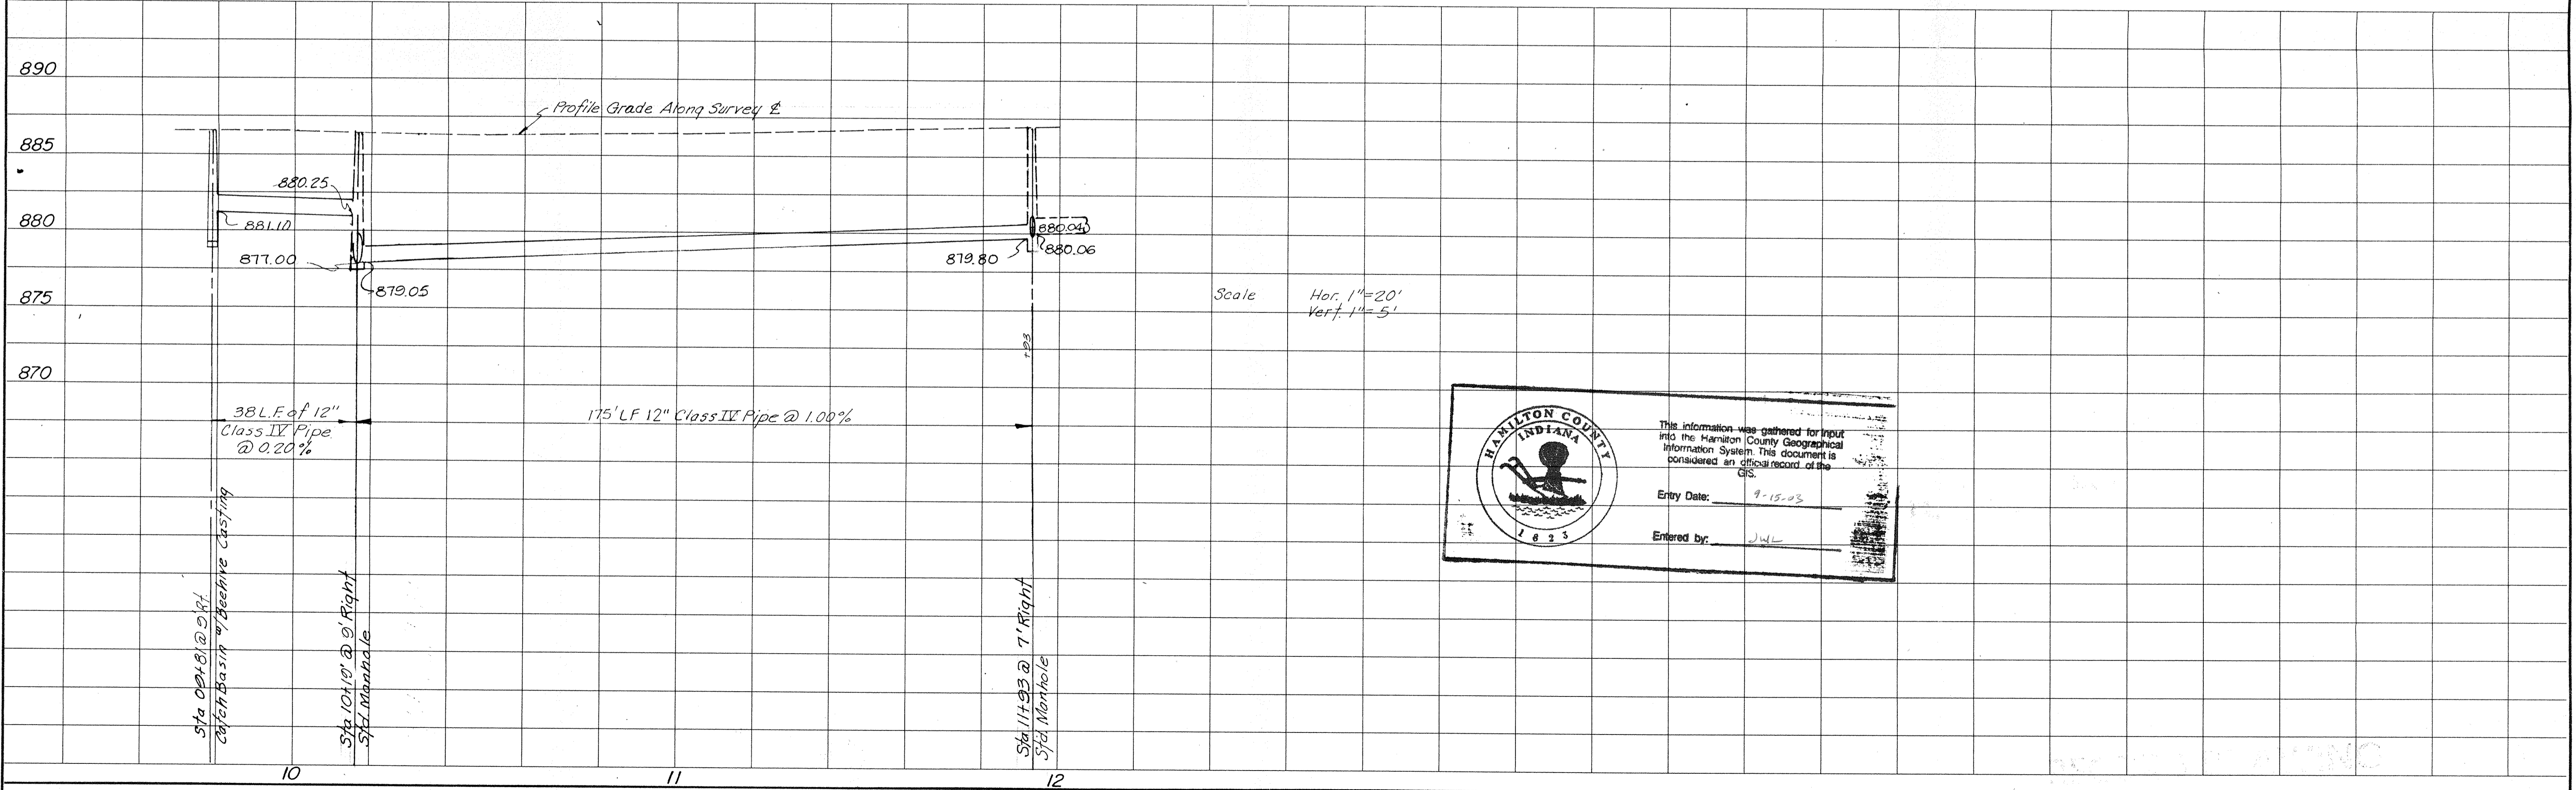 890
Profile Grade Along Survey ℄
885
880.25
880
881.10
880.04
880.06
877.00
879.80
879.05
875
Scale Hor. 1"=20'
Vert. 1"=5'
+93
870
38 L.F. of 12"
Class IV Pipe
@ 0.20%
175' LF 12" Class IV Pipe @ 1.00%
HAMILTON COUNTY
INDIANA
1823
This information was gathered for input
into the Hamilton County Geographical
Information System. This document is
considered an official record of the
GIS.
Entry Date: 9-15-03
Entered by: JWL
Sta 09+81 @ 9' Rt.
Catch Basin w/Beehive Casting
Sta 10+19' @ 9' Right
Std. Manhole
Sta. 11+93 @ 7' Right
Std. Manhole
10
11
12